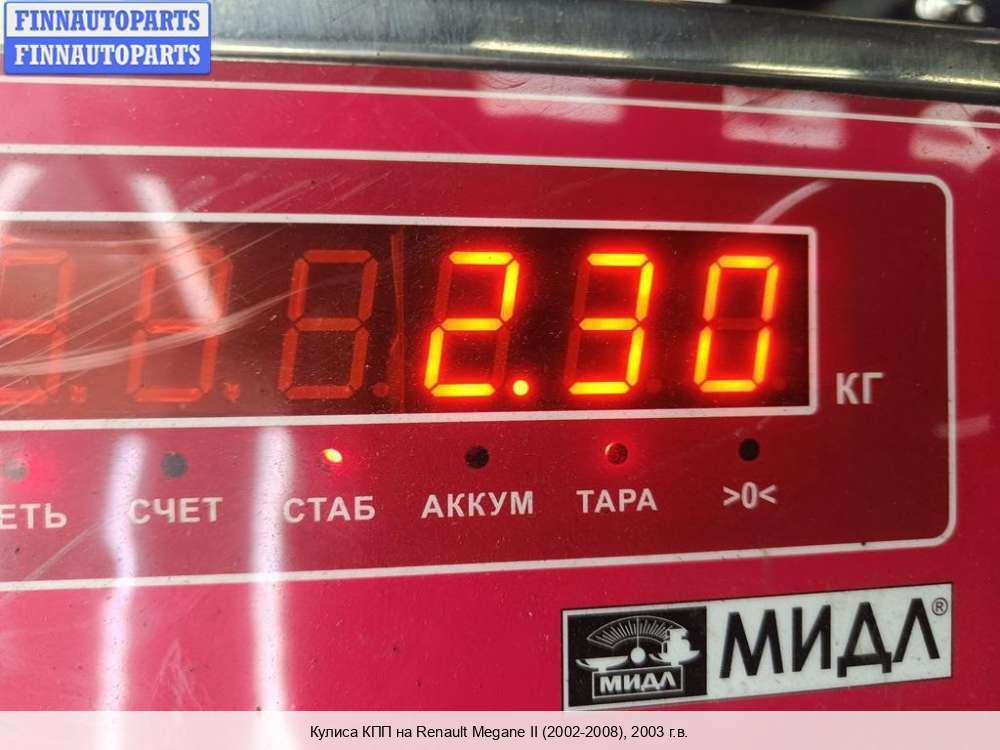 FINNAUTOPARTS
FINNAUTOPARTS
2.30
КГ
СЧЕТ СТАБ АККУМ ТАРА >0<
МИДЛ МИДЛ®
Кулиса КПП на Renault Megane II (2002-2008), 2003 г.в.